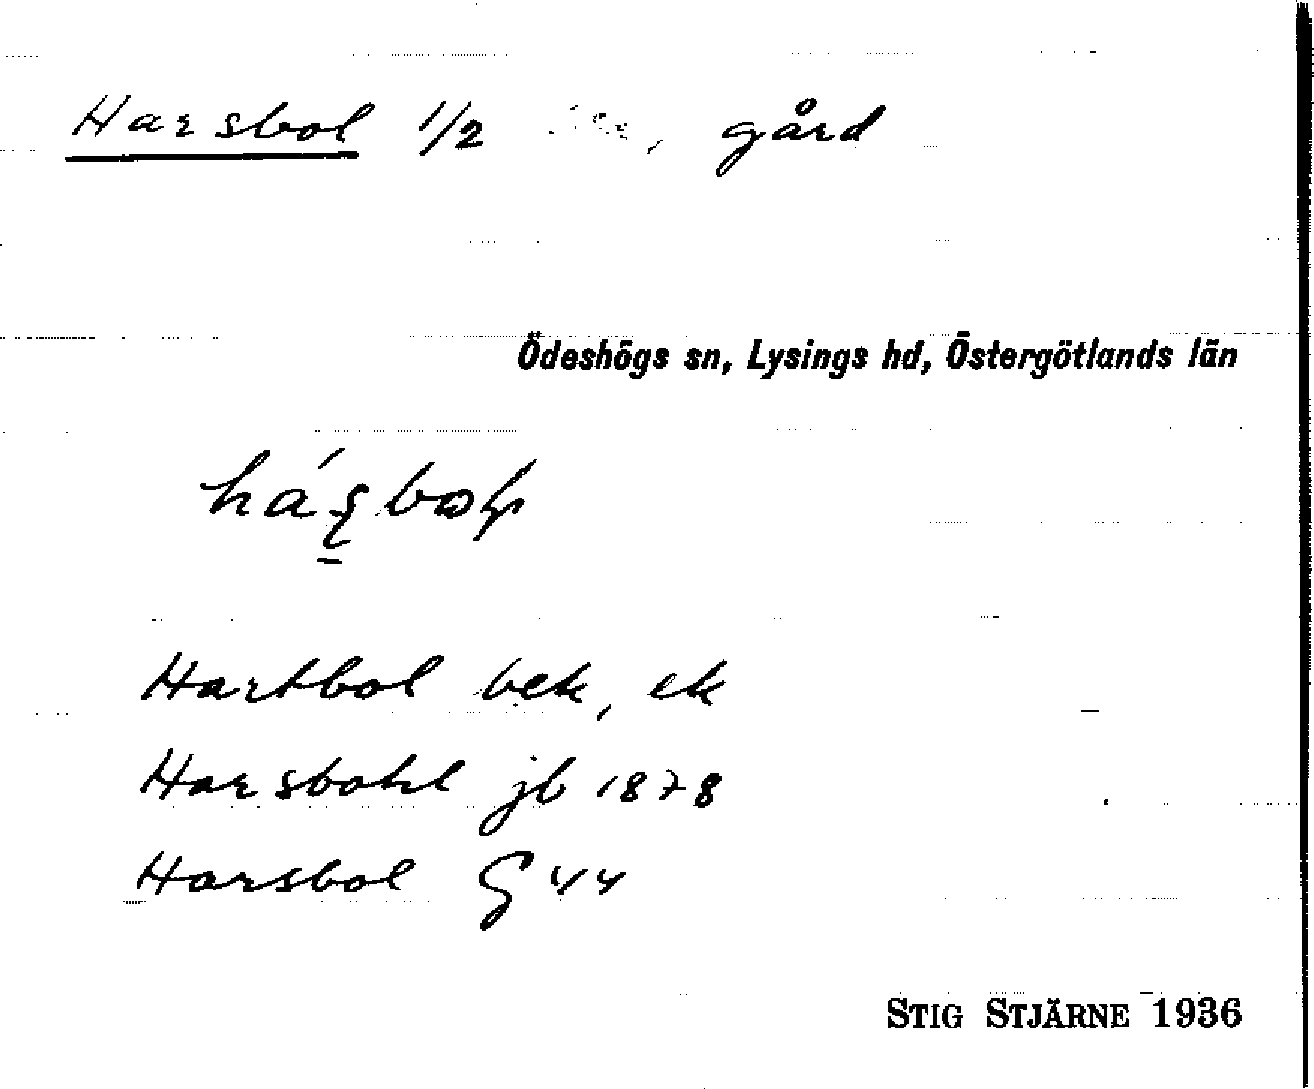 Harsbol 1/2 , gård
Ödeshögs sn, Lysings hd, Östergötlands län
Hartbol bek, ek
Harsbohl jb 1878
Harsbol G 44
STIG STJÄRNE 1936